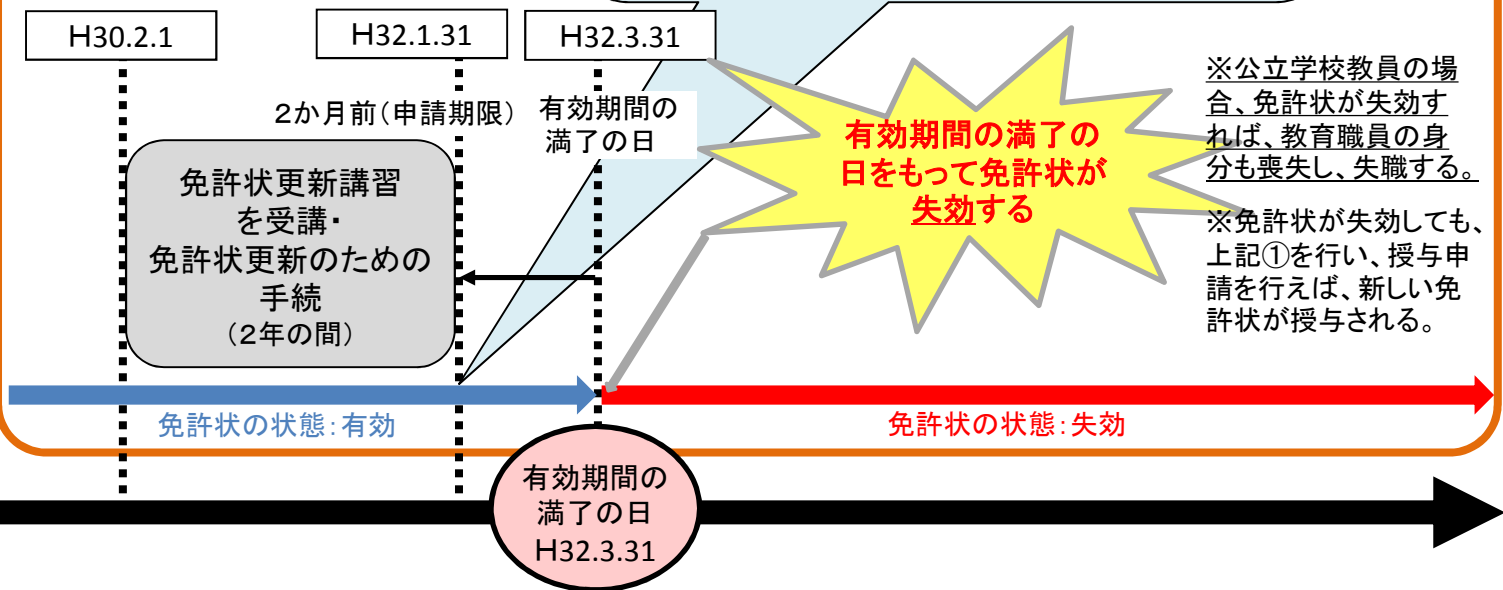 H30.2.1
H32.1.31
H32.3.31
2か月前(申請期限)
有効期間の
満了の日
免許状更新講習
を受講・
免許状更新のための
手続
(2年の間)
有効期間の満了の
日をもって免許状が
失効する
※公立学校教員の場
合、免許状が失効す
れば、教育職員の身
分も喪失し、失職する。
※免許状が失効しても、
上記①を行い、授与申
請を行えば、新しい免
許状が授与される。
免許状の状態:有効
免許状の状態:失効
有効期間の
満了の日
H32.3.31